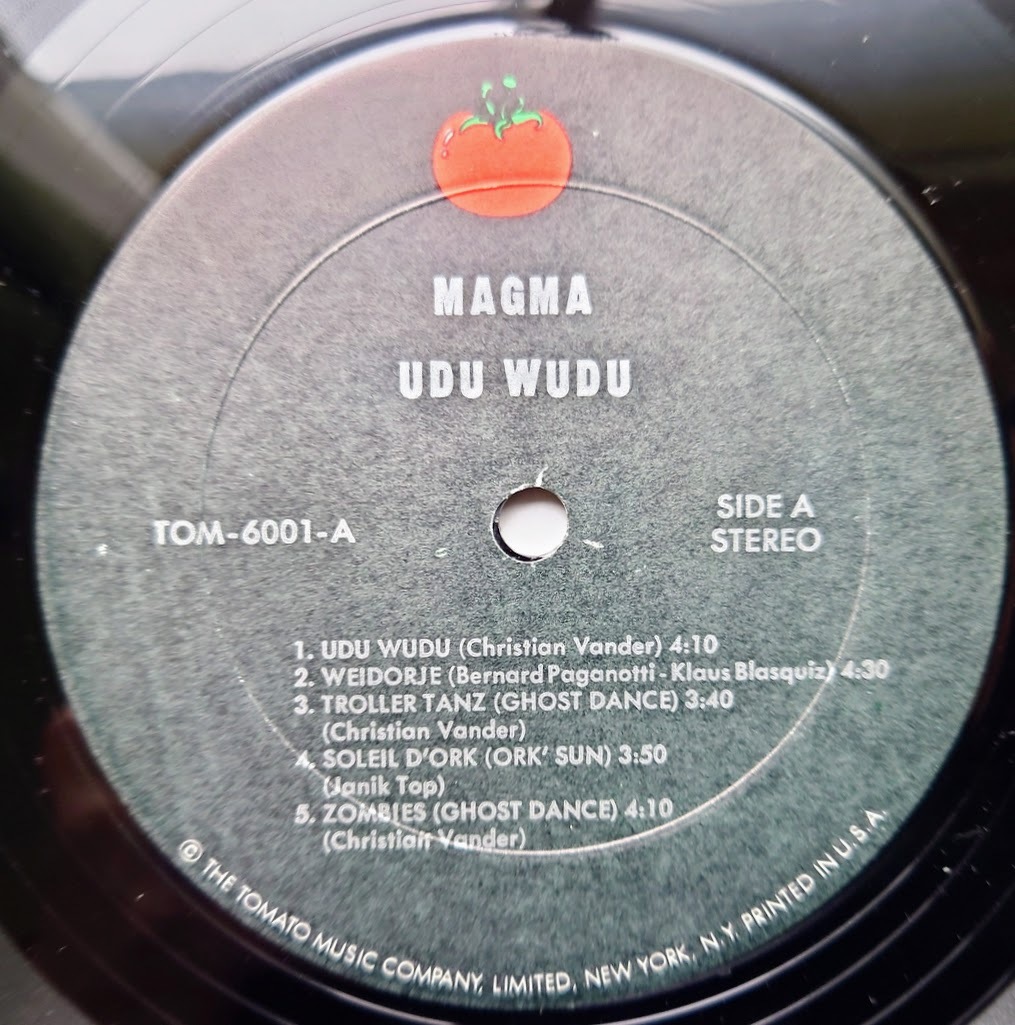 MAGMA
UDU WUDU
TOM-6001-A
SIDE A
STEREO
1. UDU WUDU (Christian Vander) 4:10
2. WEIDORJE (Bernard Paganotti - Klaus Blasquiz) 4:30
3. TROLLER TANZ (GHOST DANCE) 3:40
(Christian Vander)
4. SOLEIL D'ORK (ORK' SUN) 3:50
(Janik Top)
5. ZOMBIES (GHOST DANCE) 4:10
(Christian Vander)
© THE TOMATO MUSIC COMPANY, LIMITED, NEW YORK, N.Y. PRINTED IN U.S.A.